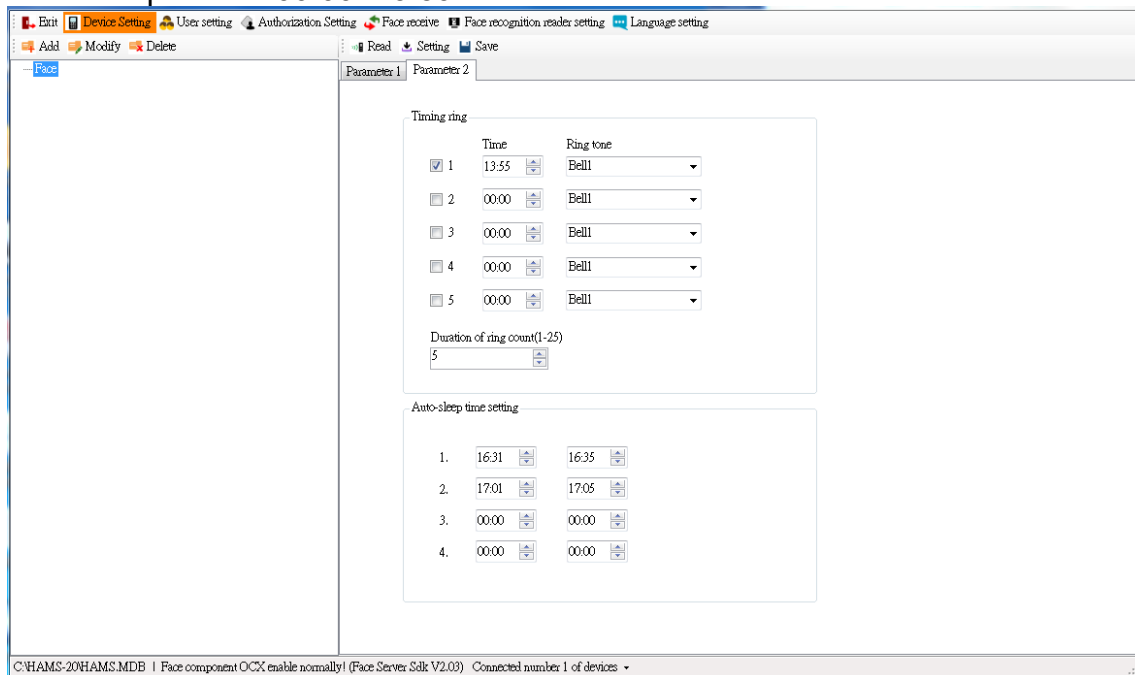 Exit Device Setting User setting Authorization Setting Face receive Face recognition reader setting Language setting
Add Modify Delete
Read Setting Save
Face
Parameter 1 Parameter 2
Timing ring
Time Ring tone
1 13:55 Bell1
2 00:00 Bell1
3 00:00 Bell1
4 00:00 Bell1
5 00:00 Bell1
Duration of ring count(1-25)
5
Auto-sleep time setting
1. 16:31 16:35
2. 17:01 17:05
3. 00:00 00:00
4. 00:00 00:00
C:\HAMS-20\HAMS.MDB | Face component OCX enable normally! (Face Server Sdk V2.03) Connected number 1 of devices